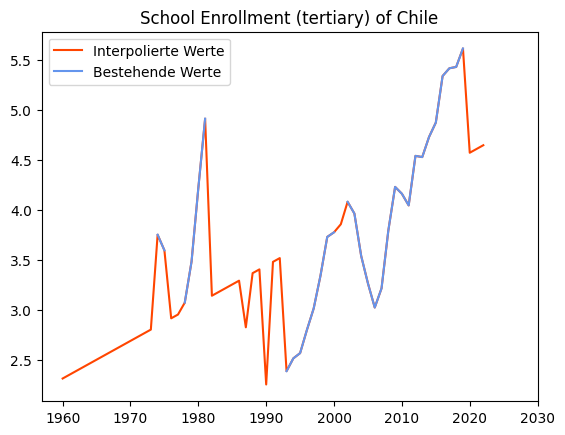 School Enrollment (tertiary) of Chile
Interpolierte Werte
Bestehende Werte
5.5
5.0
4.5
4.0
3.5
3.0
2.5
1960 1970 1980 1990 2000 2010 2020 2030